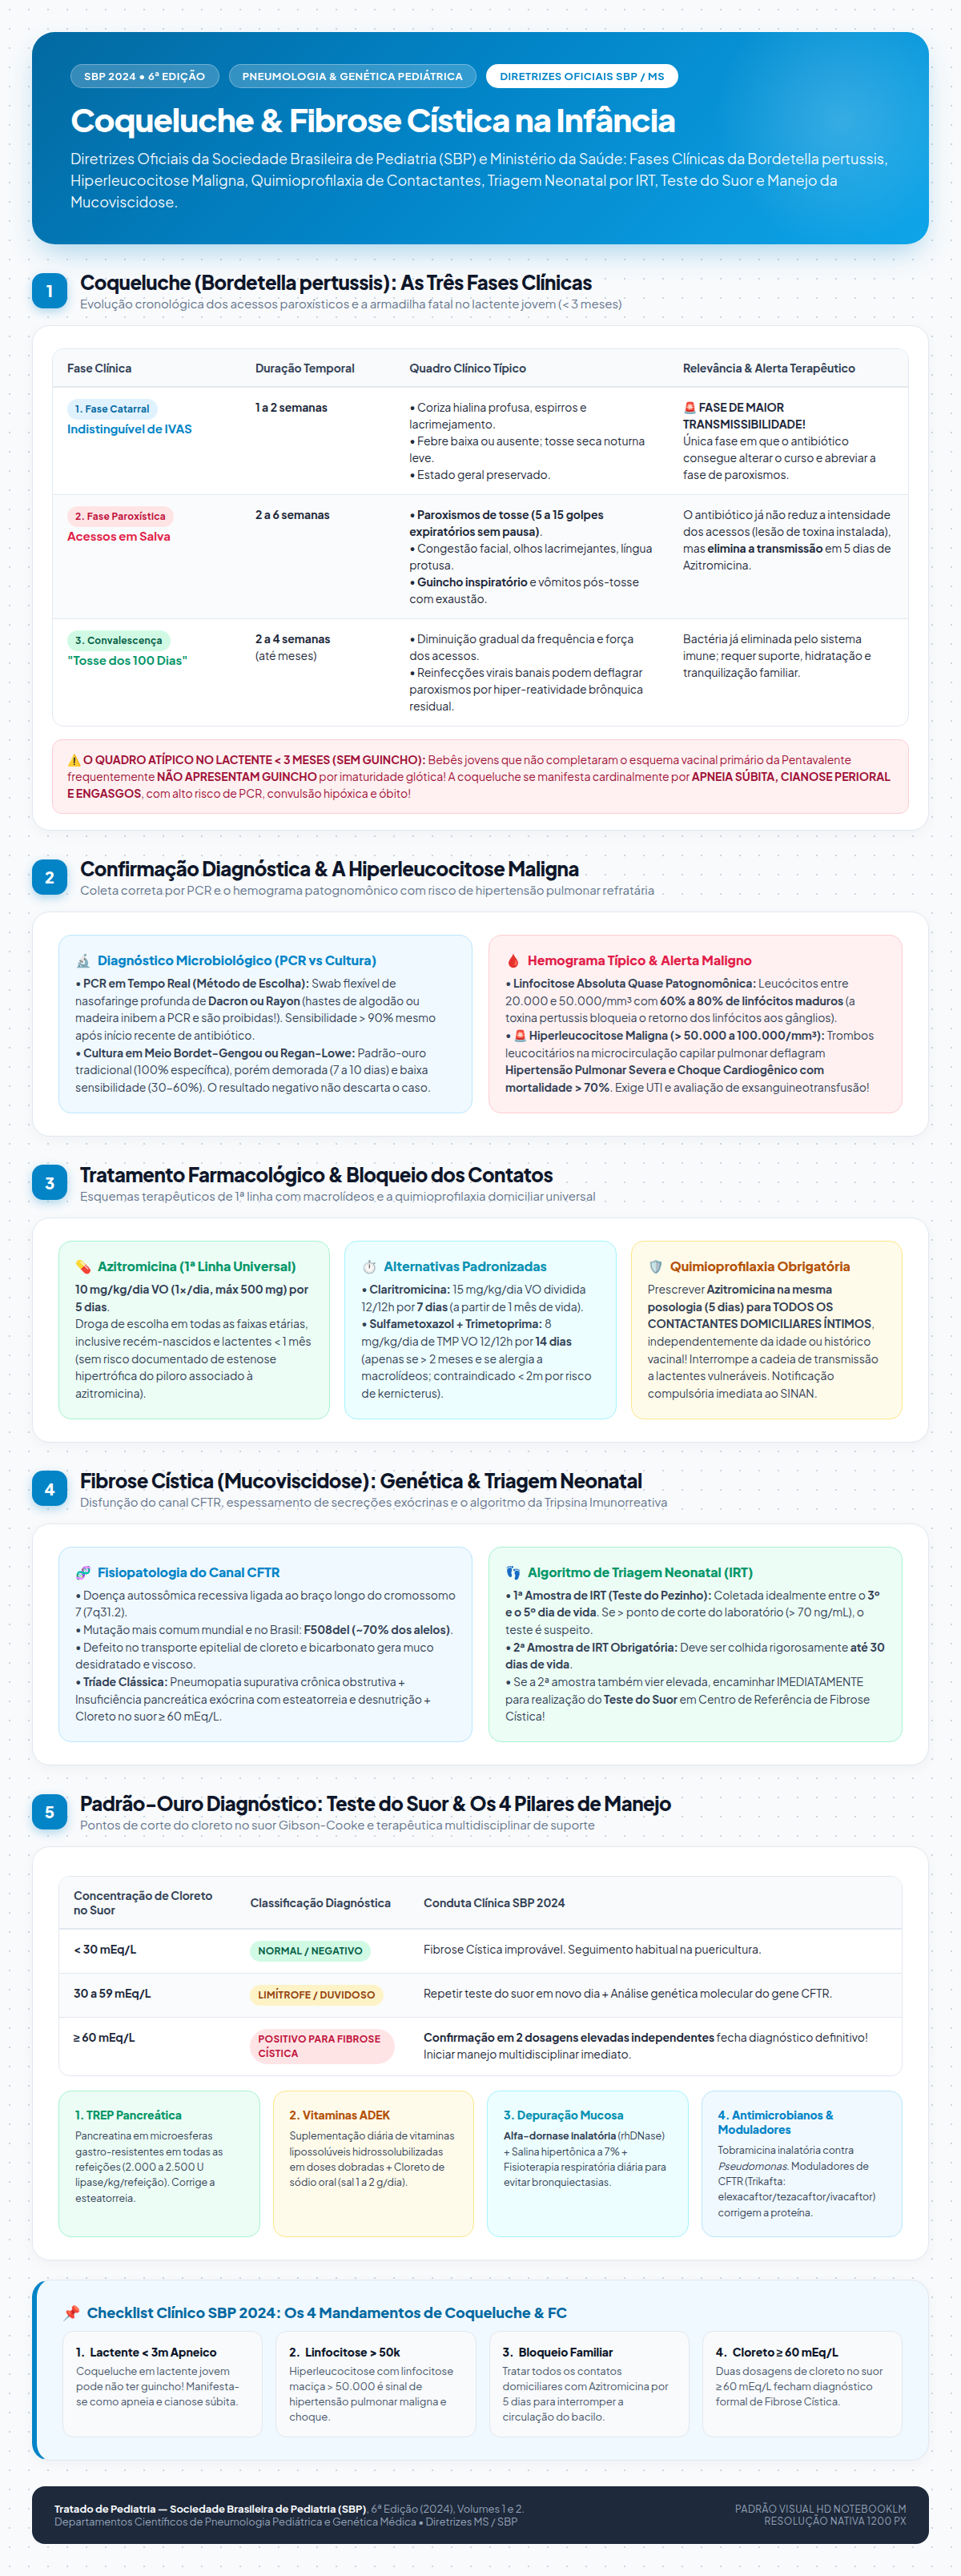 SBP 2024 • 6ª EDIÇÃO
PNEUMOLOGIA & GENÉTICA PEDIÁTRICA
DIRETRIZES OFICIAIS SBP / MS
Coqueluche & Fibrose Cística na Infância
Diretrizes Oficiais da Sociedade Brasileira de Pediatria (SBP) e Ministério da Saúde: Fases Clínicas da Bordetella pertussis,
Hiperleucocitose Maligna, Quimioprofilaxia de Contactantes, Triagem Neonatal por IRT, Teste do Suor e Manejo da
Mucoviscidose.
1
Coqueluche (Bordetella pertussis): As Três Fases Clínicas
Evolução cronológica dos acessos paroxísticos e a armadilha fatal no lactente jovem (< 3 meses)
Fase Clínica
Duração Temporal
Quadro Clínico Típico
Relevância & Alerta Terapêutico
1. Fase Catarral
Indistinguível de IVAS
1 a 2 semanas
• Coriza hialina profusa, espirros e
lacrimejamento.
• Febre baixa ou ausente; tosse seca noturna
leve.
• Estado geral preservado.
🚨 FASE DE MAIOR
TRANSMISSIBILIDADE!
Única fase em que o antibiótico
consegue alterar o curso e abreviar a
fase de paroxismos.
2. Fase Paroxística
Acessos em Salva
2 a 6 semanas
• Paroxismos de tosse (5 a 15 golpes
expiratórios sem pausa).
• Congestão facial, olhos lacrimejantes, língua
protusa.
• Guincho inspiratório e vômitos pós-tosse
com exaustão.
O antibiótico já não reduz a intensidade
dos acessos (lesão de toxina instalada),
mas elimina a transmissão em 5 dias de
Azitromicina.
3. Convalescença
"Tosse dos 100 Dias"
2 a 4 semanas
(até meses)
• Diminuição gradual da frequência e força
dos acessos.
• Reinfecções virais banais podem deflagrar
paroxismos por hiper-reatividade brônquica
residual.
Bactéria já eliminada pelo sistema
imune; requer suporte, hidratação e
tranquilização familiar.
⚠️ O QUADRO ATÍPICO NO LACTENTE < 3 MESES (SEM GUINCHO): Bebês jovens que não completaram o esquema vacinal primário da Pentavalente
frequentemente NÃO APRESENTAM GUINCHO por imaturidade glótica! A coqueluche se manifesta cardinalmente por APNEIA SÚBITA, CIANOSE PERIORAL
E ENGASGOS, com alto risco de PCR, convulsão hipóxica e óbito!
2
Confirmação Diagnóstica & A Hiperleucocitose Maligna
Coleta correta por PCR e o hemograma patognomônico com risco de hipertensão pulmonar refratária
🔬 Diagnóstico Microbiológico (PCR vs Cultura)
• PCR em Tempo Real (Método de Escolha): Swab flexível de
nasofaringe profunda de Dacron ou Rayon (hastes de algodão ou
madeira inibem a PCR e são proibidas!). Sensibilidade > 90% mesmo
após início recente de antibiótico.
• Cultura em Meio Bordet-Gengou ou Regan-Lowe: Padrão-ouro
tradicional (100% específica), porém demorada (7 a 10 dias) e baixa
sensibilidade (30–60%). O resultado negativo não descarta o caso.
🩸 Hemograma Típico & Alerta Maligno
• Linfocitose Absoluta Quase Patognomônica: Leucócitos entre
20.000 e 50.000/mm³ com 60% a 80% de linfócitos maduros (a
toxina pertussis bloqueia o retorno dos linfócitos aos gânglios).
• 🚨 Hiperleucocitose Maligna (> 50.000 a 100.000/mm³): Trombos
leucocitários na microcirculação capilar pulmonar deflagram
Hipertensão Pulmonar Severa e Choque Cardiogênico com
mortalidade > 70%. Exige UTI e avaliação de exsanguineotransfusão!
3
Tratamento Farmacológico & Bloqueio dos Contatos
Esquemas terapêuticos de 1ª linha com macrolídeos e a quimioprofilaxia domiciliar universal
💊 Azitromicina (1ª Linha Universal)
10 mg/kg/dia VO (1×/dia, máx 500 mg) por
5 dias.
Droga de escolha em todas as faixas etárias,
inclusive recém-nascidos e lactentes < 1 mês
(sem risco documentado de estenose
hipertrófica do piloro associado à
azitromicina).
⏱️ Alternativas Padronizadas
• Claritromicina: 15 mg/kg/dia VO dividida
12/12h por 7 dias (a partir de 1 mês de vida).
• Sulfametoxazol + Trimetoprima: 8
mg/kg/dia de TMP VO 12/12h por 14 dias
(apenas se > 2 meses e se alergia a
macrolídeos; contraindicado < 2m por risco
de kernicterus).
🛡️ Quimioprofilaxia Obrigatória
Prescrever Azitromicina na mesma
posologia (5 dias) para TODOS OS
CONTACTANTES DOMICILIARES ÍNTIMOS,
independentemente da idade ou histórico
vacinal! Interrompe a cadeia de transmissão
a lactentes vulneráveis. Notificação
compulsória imediata ao SINAN.
4
Fibrose Cística (Mucoviscidose): Genética & Triagem Neonatal
Disfunção do canal CFTR, espessamento de secreções exócrinas e o algoritmo da Tripsina Imunorreativa
🧬 Fisiopatologia do Canal CFTR
• Doença autossômica recessiva ligada ao braço longo do cromossomo
7 (7q31.2).
• Mutação mais comum mundial e no Brasil: F508del (~70% dos alelos).
• Defeito no transporte epitelial de cloreto e bicarbonato gera muco
desidratado e viscoso.
• Tríade Clássica: Pneumopatia supurativa crônica obstrutiva +
Insuficiência pancreática exócrina com esteatorreia e desnutrição +
Cloreto no suor ≥ 60 mEq/L.
👣 Algoritmo de Triagem Neonatal (IRT)
• 1ª Amostra de IRT (Teste do Pezinho): Coletada idealmente entre o 3º
e o 5º dia de vida. Se > ponto de corte do laboratório (> 70 ng/mL), o
teste é suspeito.
• 2ª Amostra de IRT Obrigatória: Deve ser colhida rigorosamente até 30
dias de vida.
• Se a 2ª amostra também vier elevada, encaminhar IMEDIATAMENTE
para realização do Teste do Suor em Centro de Referência de Fibrose
Cística!
5
Padrão-Ouro Diagnóstico: Teste do Suor & Os 4 Pilares de Manejo
Pontos de corte do cloreto no suor Gibson-Cooke e terapêutica multidisciplinar de suporte
Concentração de Cloreto
no Suor
Classificação Diagnóstica
Conduta Clínica SBP 2024
< 30 mEq/L
NORMAL / NEGATIVO
Fibrose Cística improvável. Seguimento habitual na puericultura.
30 a 59 mEq/L
LIMÍTROFE / DUVIDOSO
Repetir teste do suor em novo dia + Análise genética molecular do gene CFTR.
≥ 60 mEq/L
POSITIVO PARA FIBROSE
CÍSTICA
Confirmação em 2 dosagens elevadas independentes fecha diagnóstico definitivo!
Iniciar manejo multidisciplinar imediato.
1. TREP Pancreática
Pancreatina em microesferas
gastro-resistentes em todas as
refeições (2.000 a 2.500 U
lipase/kg/refeição). Corrige a
esteatorreia.
2. Vitaminas ADEK
Suplementação diária de vitaminas
lipossolúveis hidrossolubilizadas
em doses dobradas + Cloreto de
sódio oral (sal 1 a 2 g/dia).
3. Depuração Mucosa
Alfa-dornase inalatória (rhDNase)
+ Salina hipertônica a 7% +
Fisioterapia respiratória diária para
evitar bronquiectasias.
4. Antimicrobianos &
Moduladores
Tobramicina inalatória contra
Pseudomonas. Moduladores de
CFTR (Trikafta:
elexacaftor/tezacaftor/ivacaftor)
corrigem a proteína.
📌 Checklist Clínico SBP 2024: Os 4 Mandamentos de Coqueluche & FC
1. Lactente < 3m Apneico
Coqueluche em lactente jovem
pode não ter guincho! Manifesta-
se como apneia e cianose súbita.
2. Linfocitose > 50k
Hiperleucocitose com linfocitose
maciça > 50.000 é sinal de
hipertensão pulmonar maligna e
choque.
3. Bloqueio Familiar
Tratar todos os contatos
domiciliares com Azitromicina por
5 dias para interromper a
circulação do bacilo.
4. Cloreto ≥ 60 mEq/L
Duas dosagens de cloreto no suor
≥ 60 mEq/L fecham diagnóstico
formal de Fibrose Cística.
Tratado de Pediatria — Sociedade Brasileira de Pediatria (SBP), 6ª Edição (2024), Volumes 1 e 2.
Departamentos Científicos de Pneumologia Pediátrica e Genética Médica • Diretrizes MS / SBP
PADRÃO VISUAL HD NOTEBOOKLM
RESOLUÇÃO NATIVA 1200 PX